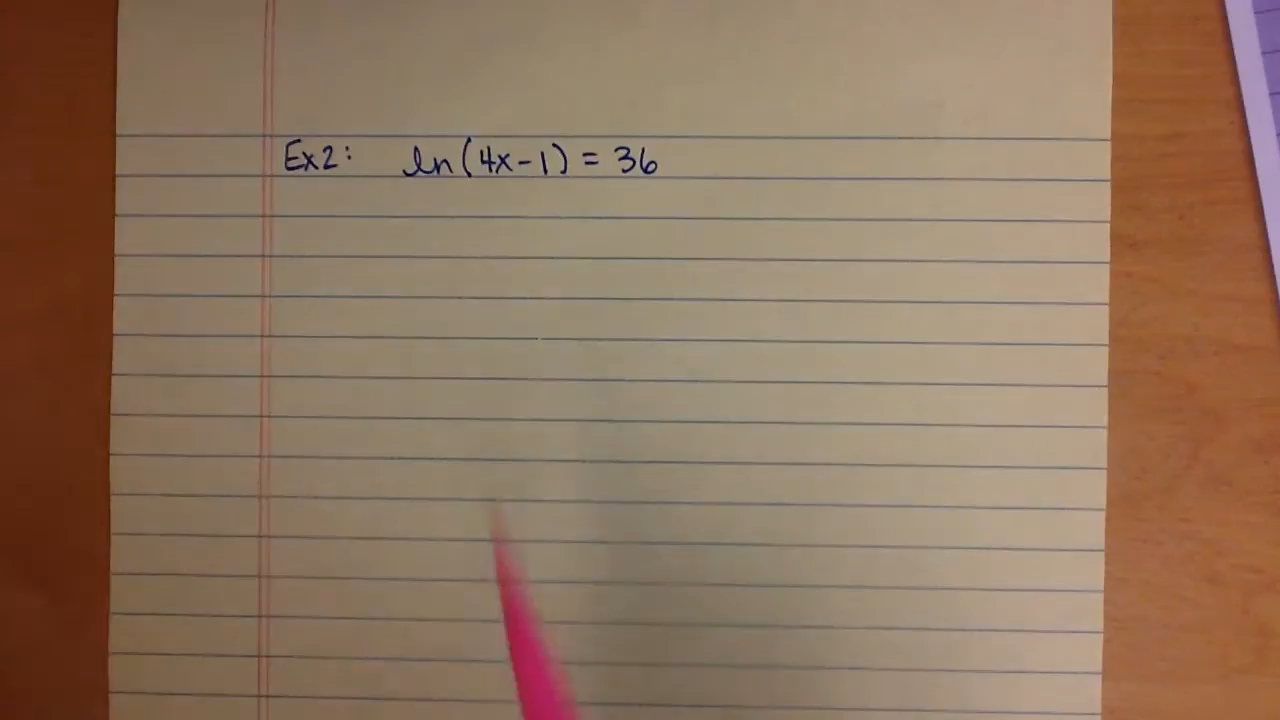 Ex2: ln(4x-1) = 36